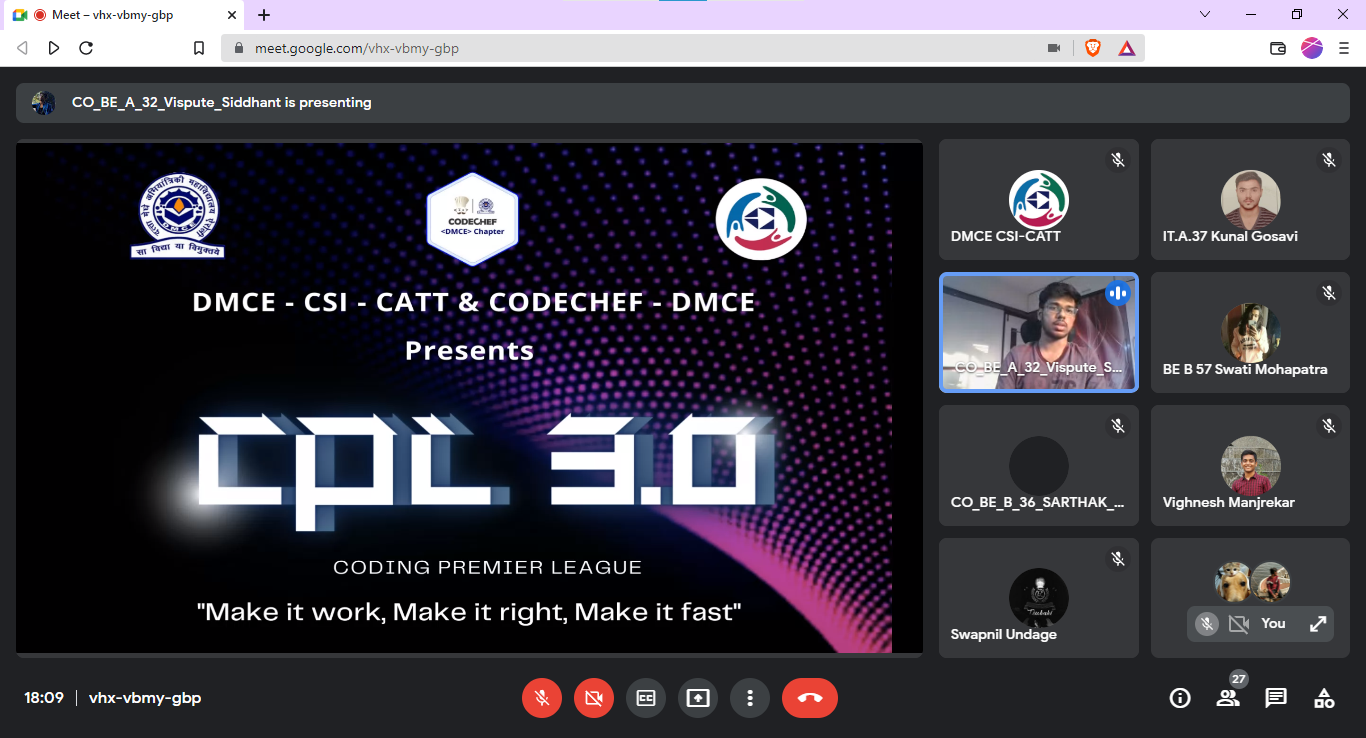 Meet – vhx-vbmy-gbp
meet.google.com/vhx-vbmy-gbp
CO_BE_A_32_Vispute_Siddhant is presenting
सा विद्या या विमुक्तये
CODECHEF
<DMCE> Chapter
DMCE - CSI - CATT & CODECHEF - DMCE
Presents
CPL 3.0
CODING PREMIER LEAGUE
"Make it work, Make it right, Make it fast"
DMCE CSI-CATT
IT.A.37 Kunal Gosavi
CO_BE_A_32_Vispute_S...
BE B 57 Swati Mohapatra
CO_BE_B_36_SARTHAK_...
Vighnesh Manjrekar
Swapnil Undage
You
18:09
vhx-vbmy-gbp
27